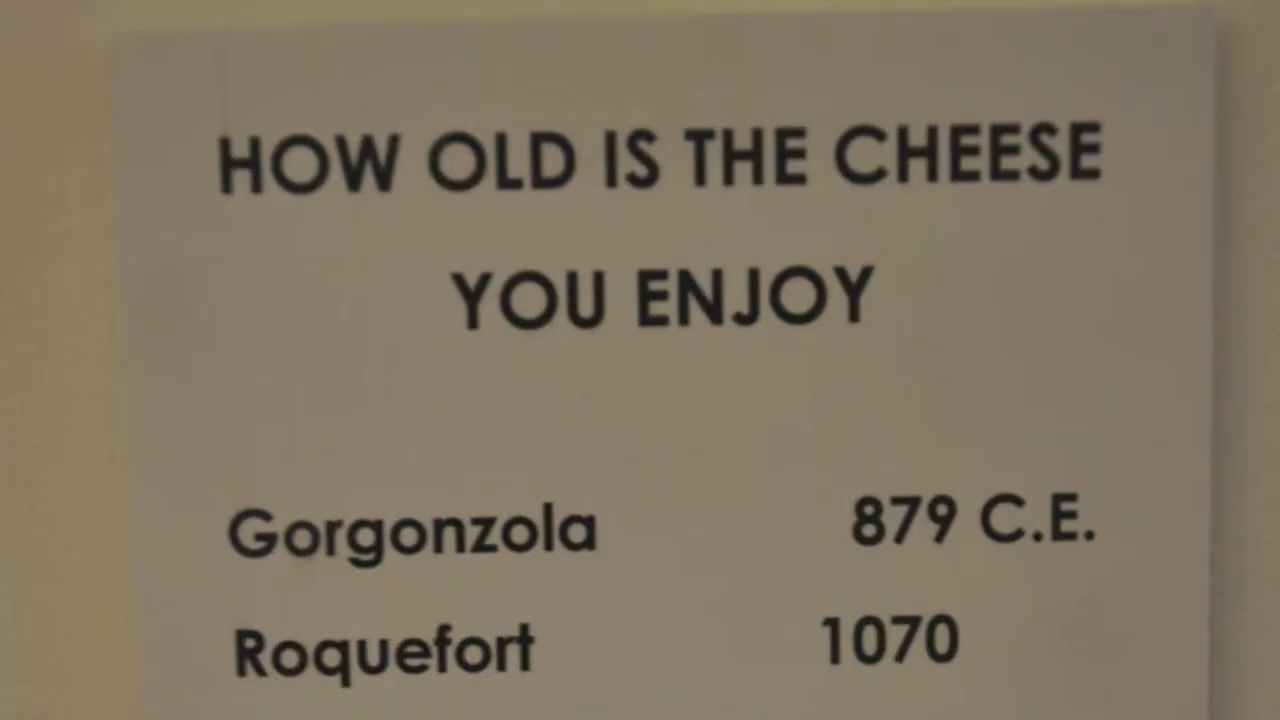 HOW OLD IS THE CHEESE
YOU ENJOY
Gorgonzola 879 C.E.
Roquefort 1070